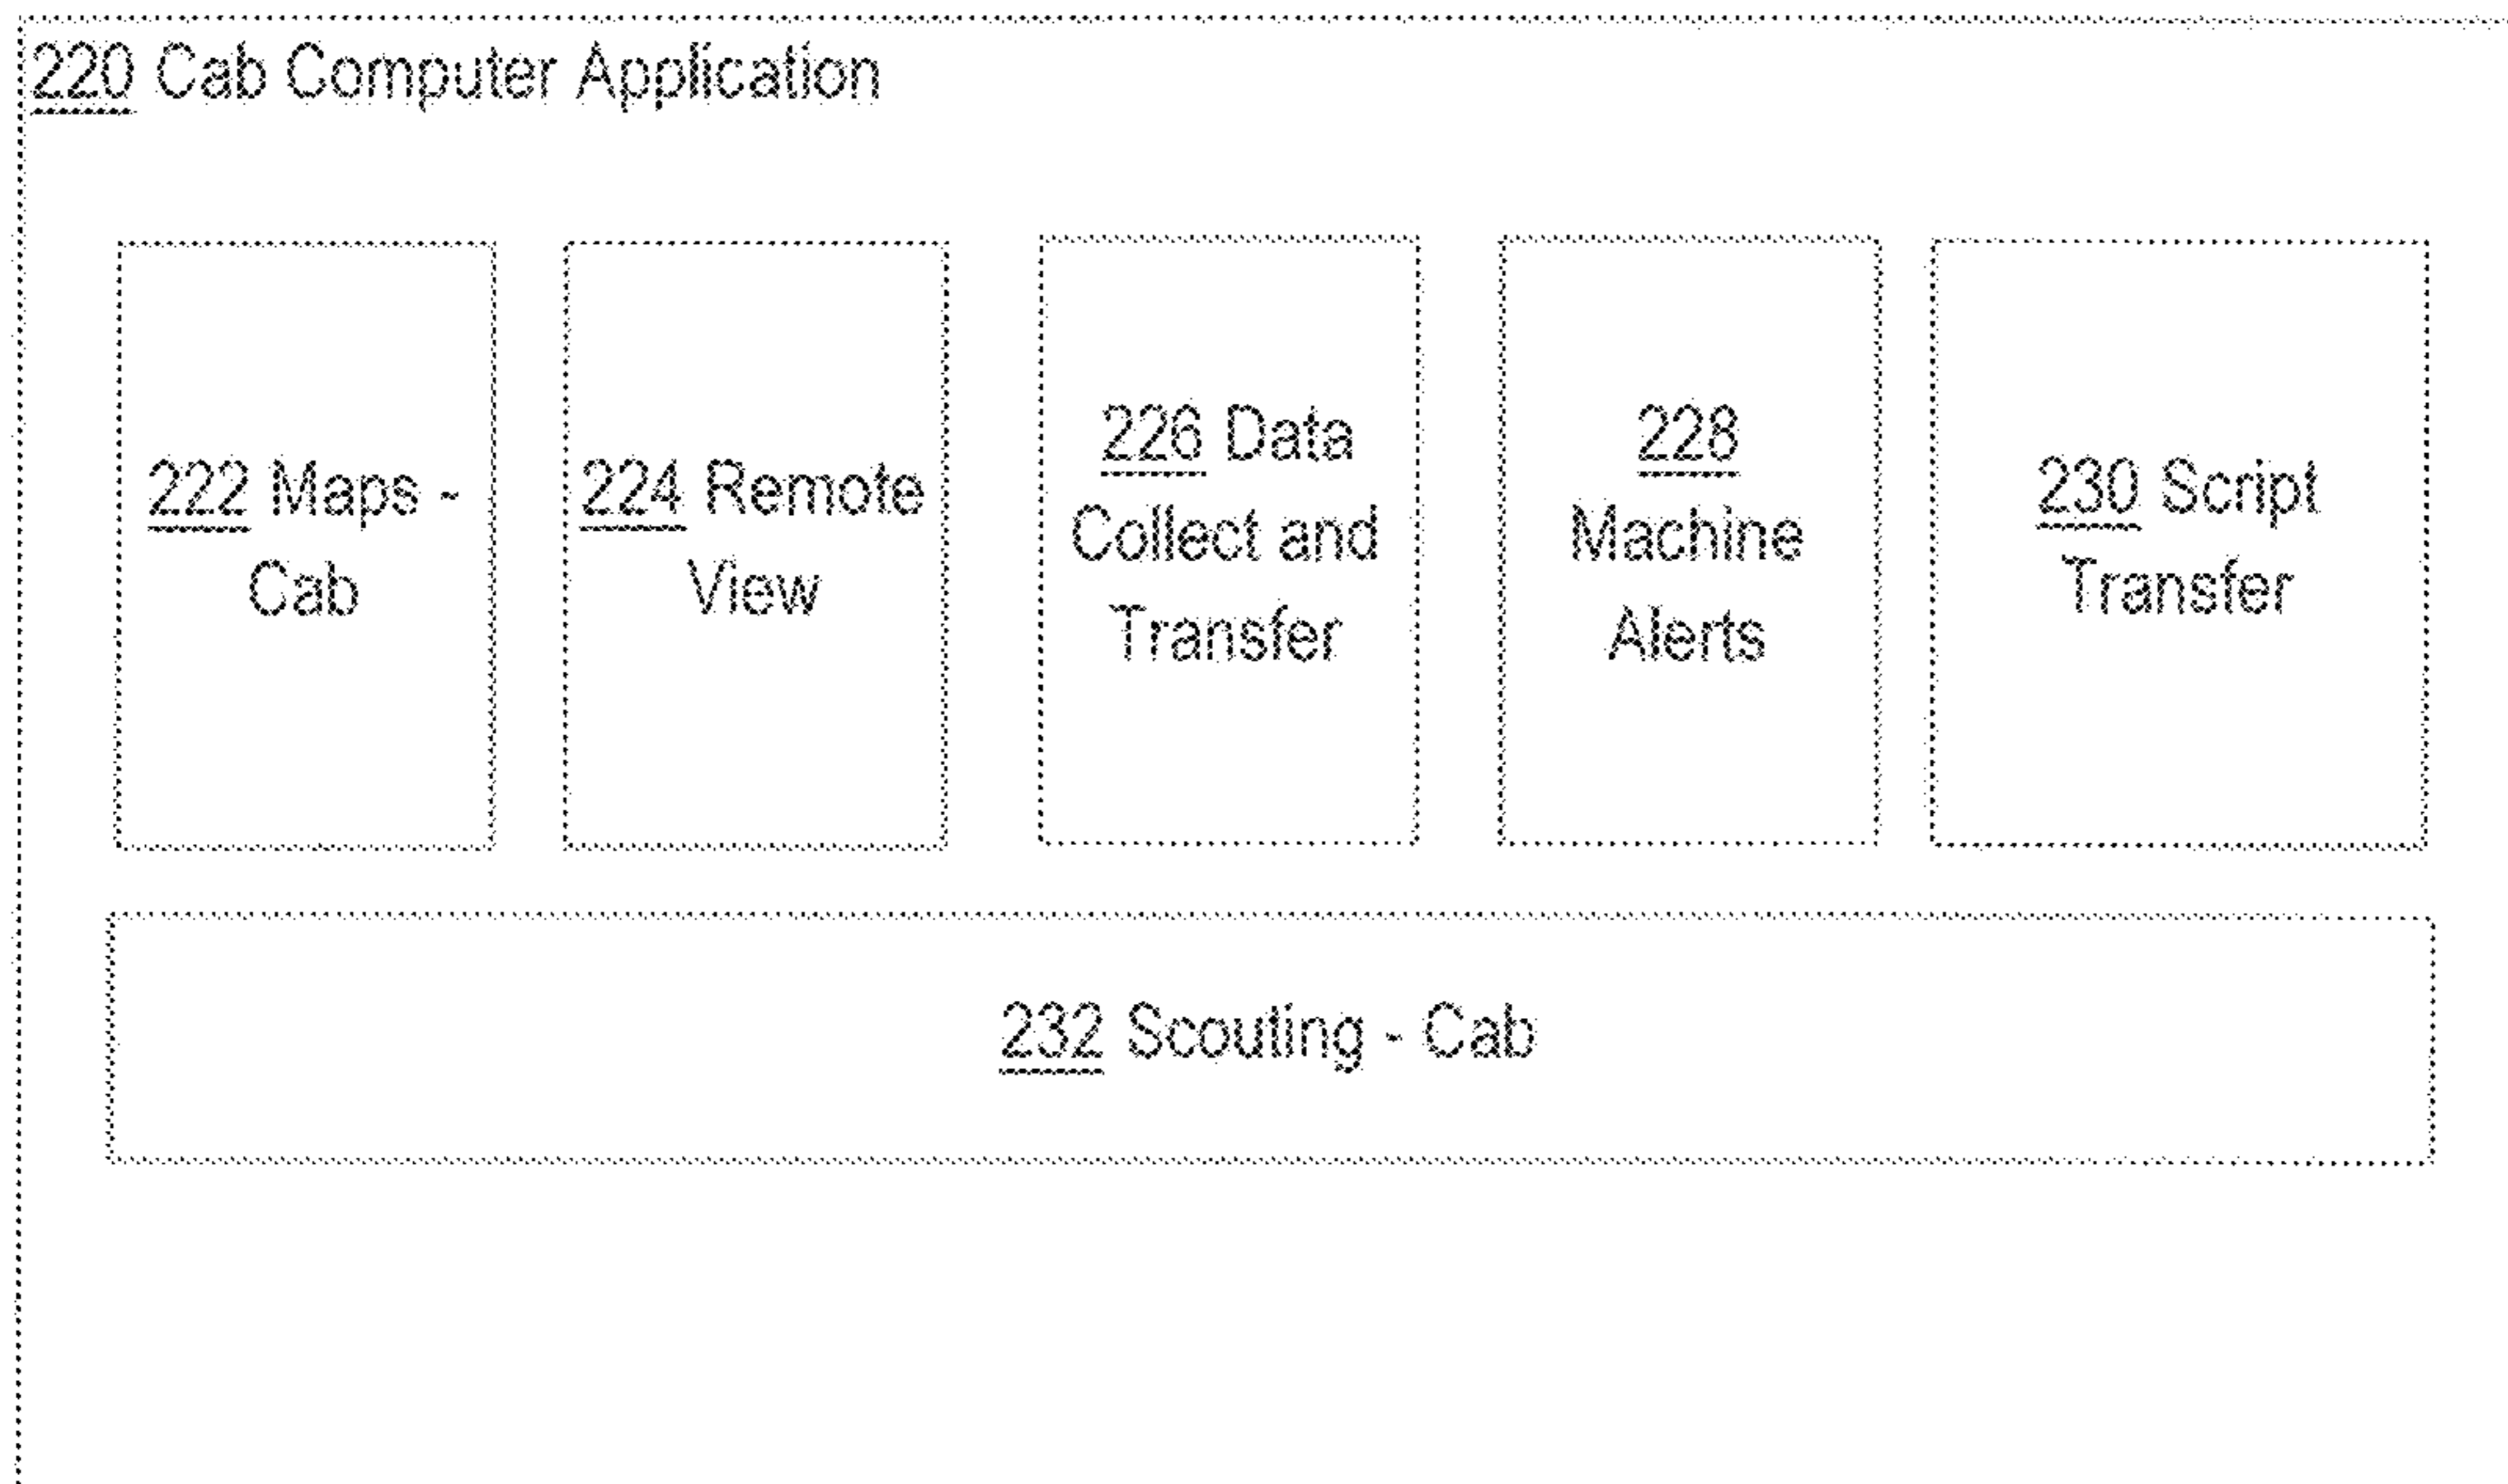 220 Cab Computer Application
222 Maps -
Cab
224 Remote
View
226 Data
Collect and
Transfer
228
Machine
Alerts
230 Script
Transfer
232 Scouting - Cab